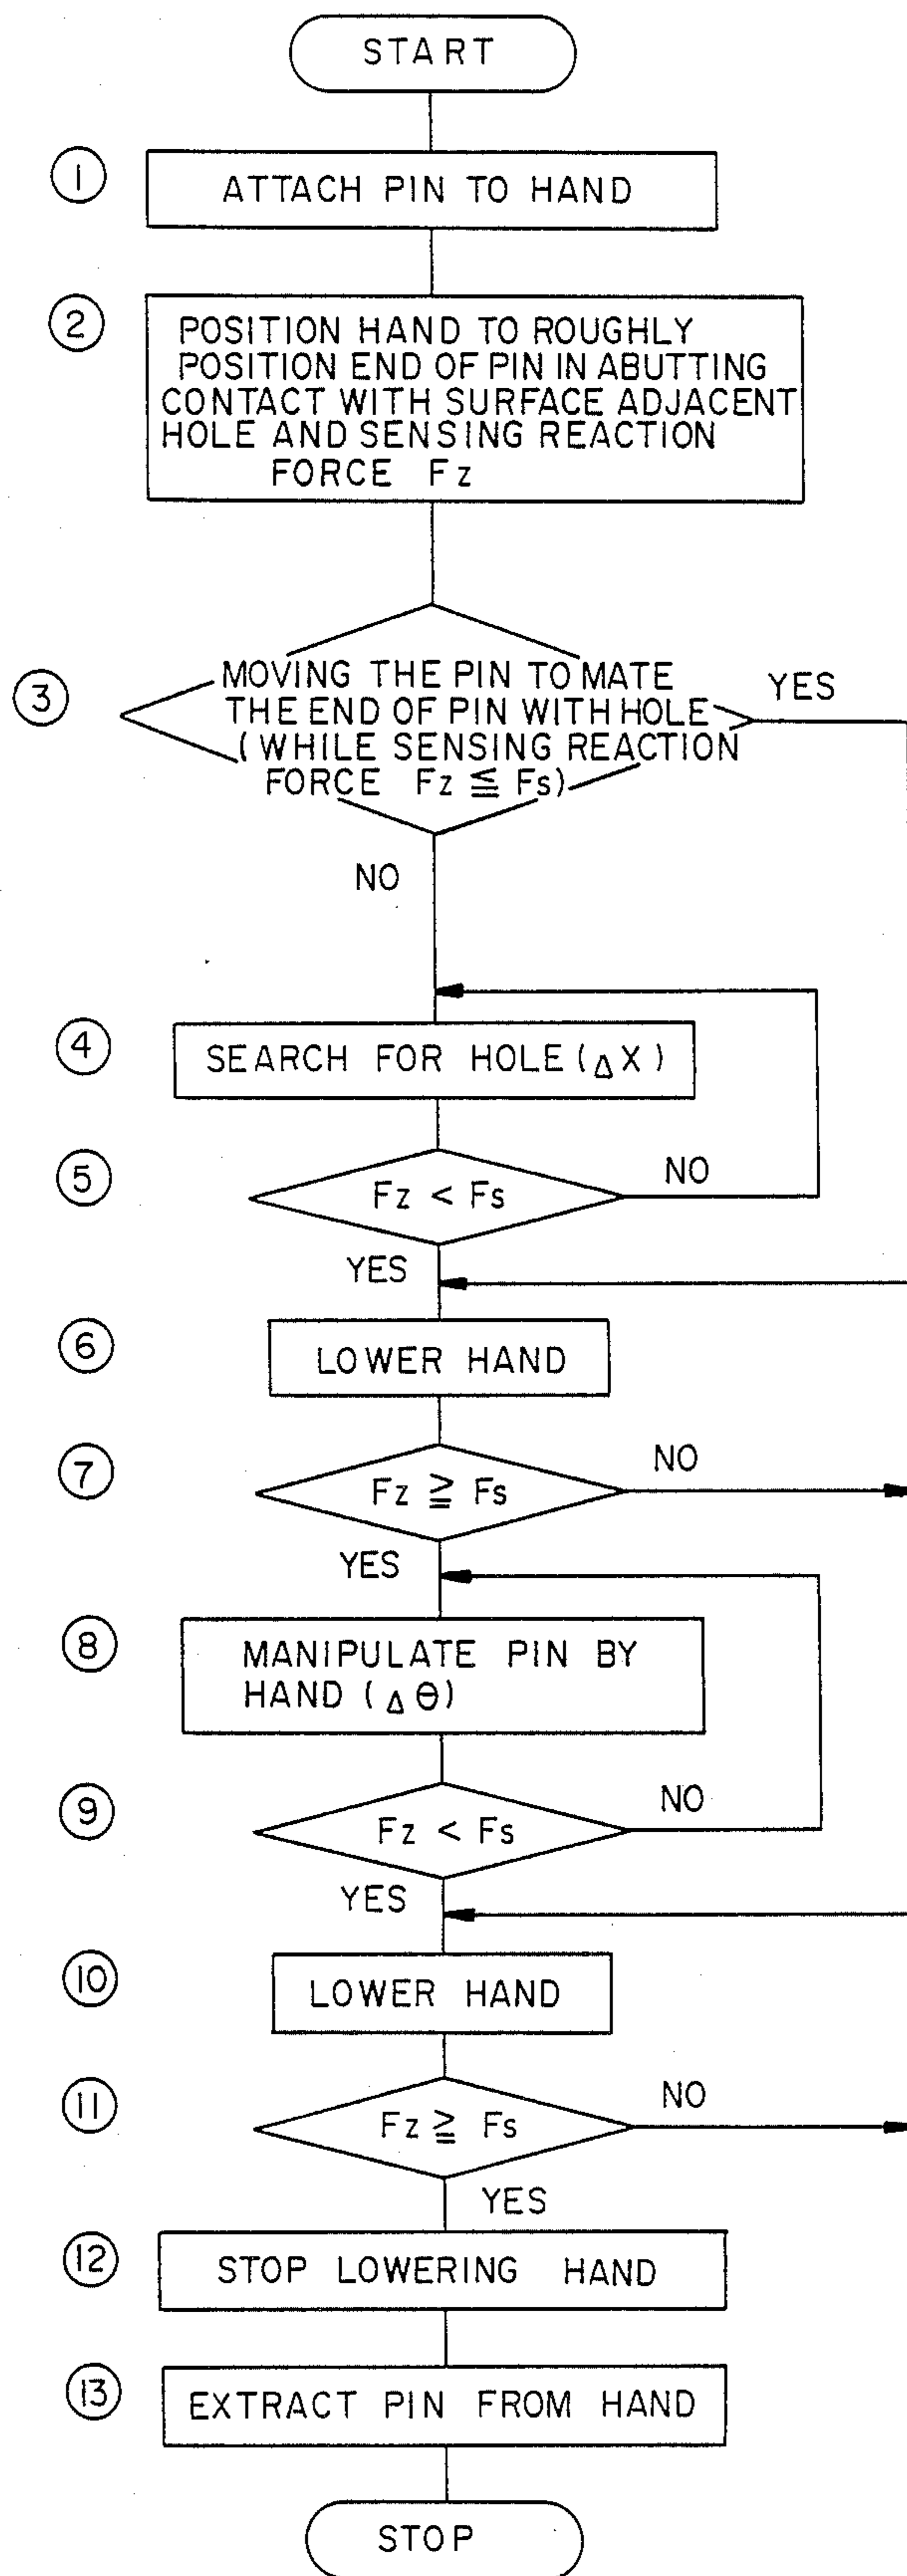 START
1
ATTACH PIN TO HAND
2
POSITION HAND TO ROUGHLY
POSITION END OF PIN IN ABUTTING
CONTACT WITH SURFACE ADJACENT
HOLE AND SENSING REACTION
FORCE Fz
3
MOVING THE PIN TO MATE
THE END OF PIN WITH HOLE
(WHILE SENSING REACTION
FORCE Fz ≦ Fs)
YES
NO
4
SEARCH FOR HOLE (ΔX)
5
Fz < Fs
NO
YES
6
LOWER HAND
7
Fz ≧ Fs
NO
YES
8
MANIPULATE PIN BY
HAND (Δθ)
9
Fz < Fs
NO
YES
10
LOWER HAND
11
Fz ≧ Fs
NO
YES
12
STOP LOWERING HAND
13
EXTRACT PIN FROM HAND
STOP